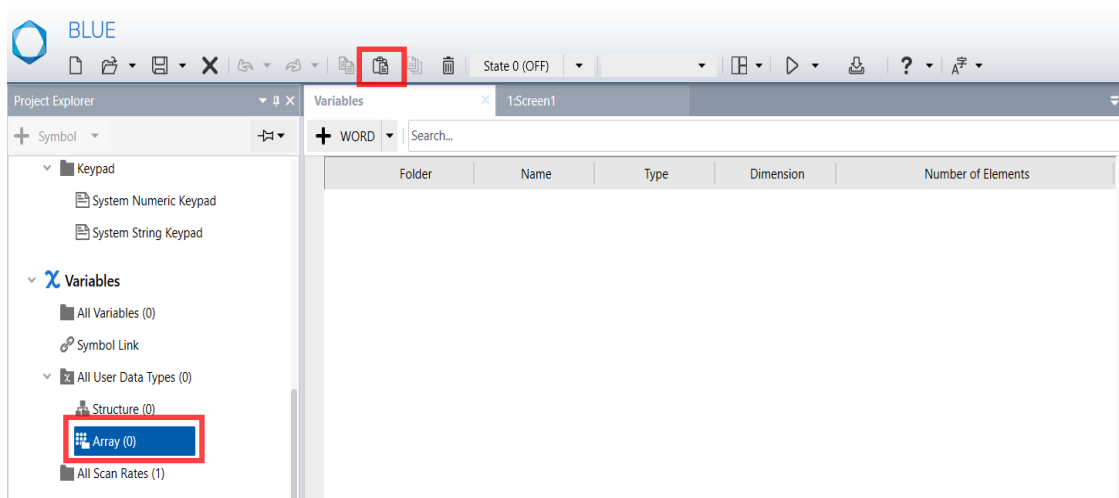 BLUE
State 0 (OFF)
?
A字
Project Explorer
Variables
1:Screen1
Symbol
WORD
Search...
Folder Name Type Dimension Number of Elements
Keypad
System Numeric Keypad
System String Keypad
Variables
All Variables (0)
Symbol Link
All User Data Types (0)
Structure (0)
Array (0)
All Scan Rates (1)